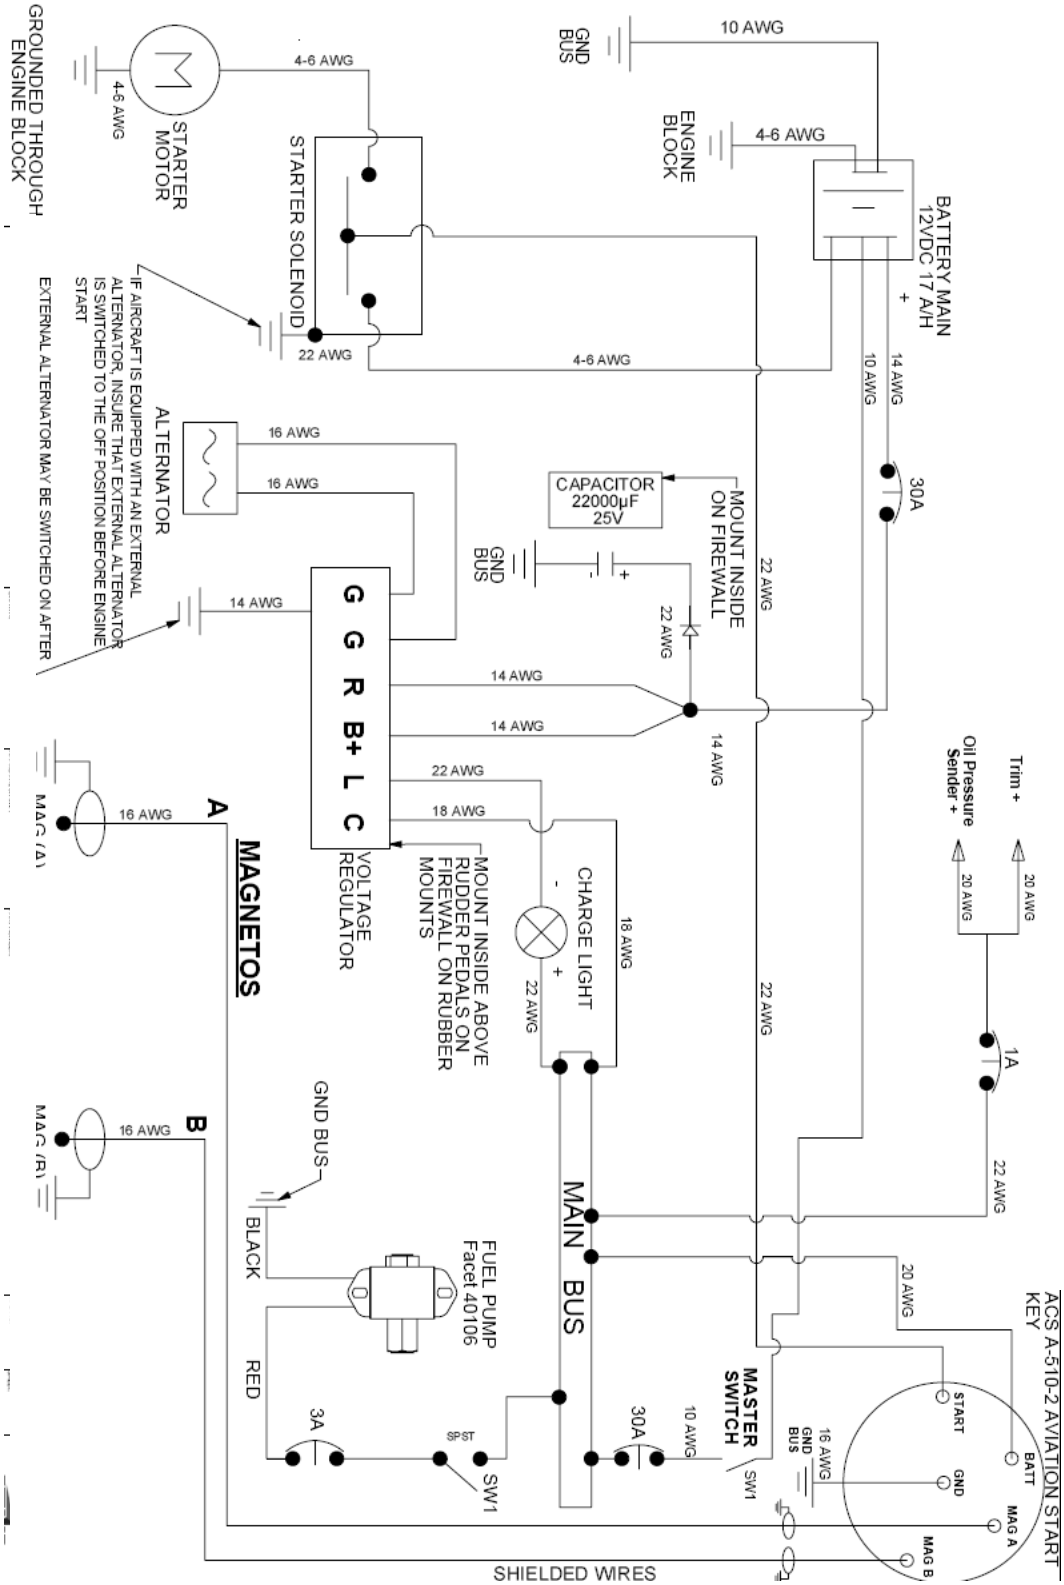 GROUNDED THROUGH
ENGINE BLOCK
4-6 AWG
M
STARTER
MOTOR
4-6 AWG
STARTER SOLENOID
22 AWG
10 AWG
GND
BUS
4-6 AWG
ENGINE
BLOCK
BATTERY MAIN
12VDC 17 A/H
+
4-6 AWG
10 AWG
14 AWG
30A
IF AIRCRAFT IS EQUIPPED WITH AN EXTERNAL
ALTERNATOR, INSURE THAT EXTERNAL ALTERNATOR
IS SWITCHED TO THE OFF POSITION BEFORE ENGINE
START
EXTERNAL ALTERNATOR MAY BE SWITCHED ON AFTER
ALTERNATOR
16 AWG
16 AWG
14 AWG
CAPACITOR
22000µF
25V
MOUNT INSIDE
ON FIREWALL
GND
BUS
-
+
22 AWG
22 AWG
G
G
R
B+
L
C
14 AWG
14 AWG
14 AWG
22 AWG
18 AWG
VOLTAGE
REGULATOR
MOUNT INSIDE ABOVE
RUDDER PEDALS ON
FIREWALL ON RUBBER
MOUNTS
CHARGE LIGHT
-
+
22 AWG
18 AWG
22 AWG
Trim +
Oil Pressure
Sender +
20 AWG
20 AWG
1A
22 AWG
MAG (A)
16 AWG
A
MAGNETOS
MAG (B)
16 AWG
B
GND BUS
BLACK
RED
FUEL PUMP
Facet 40106
MAIN BUS
3A
SPST
SW1
30A
10 AWG
MASTER
SWITCH
SW1
20 AWG
ACS A-510-2 AVIATION START
KEY
START
BATT
GND
MAG A
MAG B
16 AWG
GND
BUS
SHIELDED WIRES